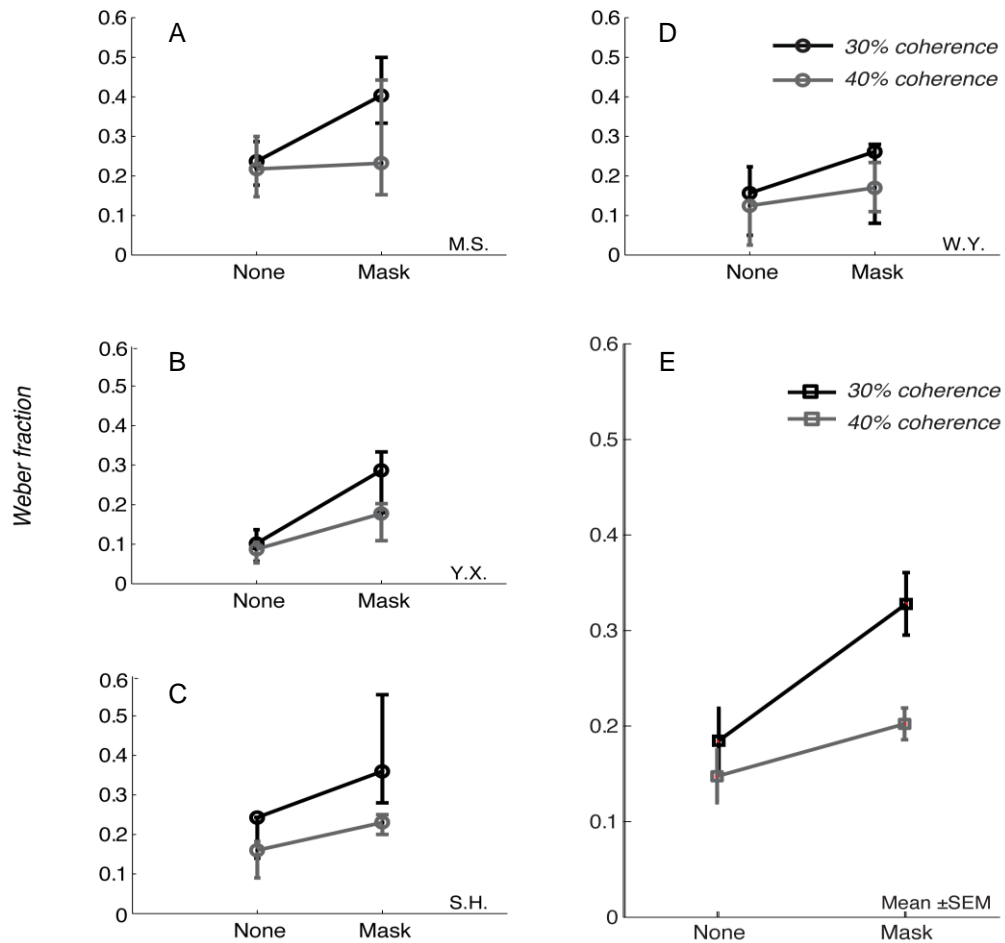 Weber fraction
A
0.6
0.5
0.4
0.3
0.2
0.1
0
None Mask
M.S.
B
0.6
0.5
0.4
0.3
0.2
0.1
0
None Mask
Y.X.
C
0.6
0.5
0.4
0.3
0.2
0.1
0
None Mask
S.H.
D
30% coherence
40% coherence
0.6
0.5
0.4
0.3
0.2
0.1
0
None Mask
W.Y.
E
30% coherence
40% coherence
0.6
0.5
0.4
0.3
0.2
0.1
0
None Mask
Mean ±SEM